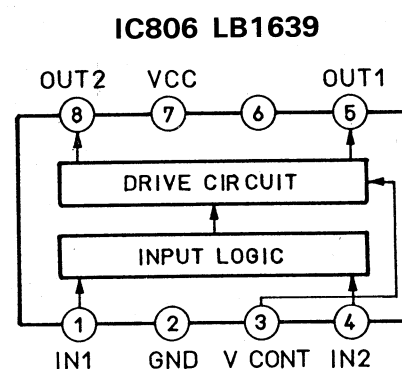 IC806 LB1639
OUT2 VCC OUT1
8 7 6 5
DRIVE CIRCUIT
INPUT LOGIC
1 2 3 4
IN1 GND V CONT IN2